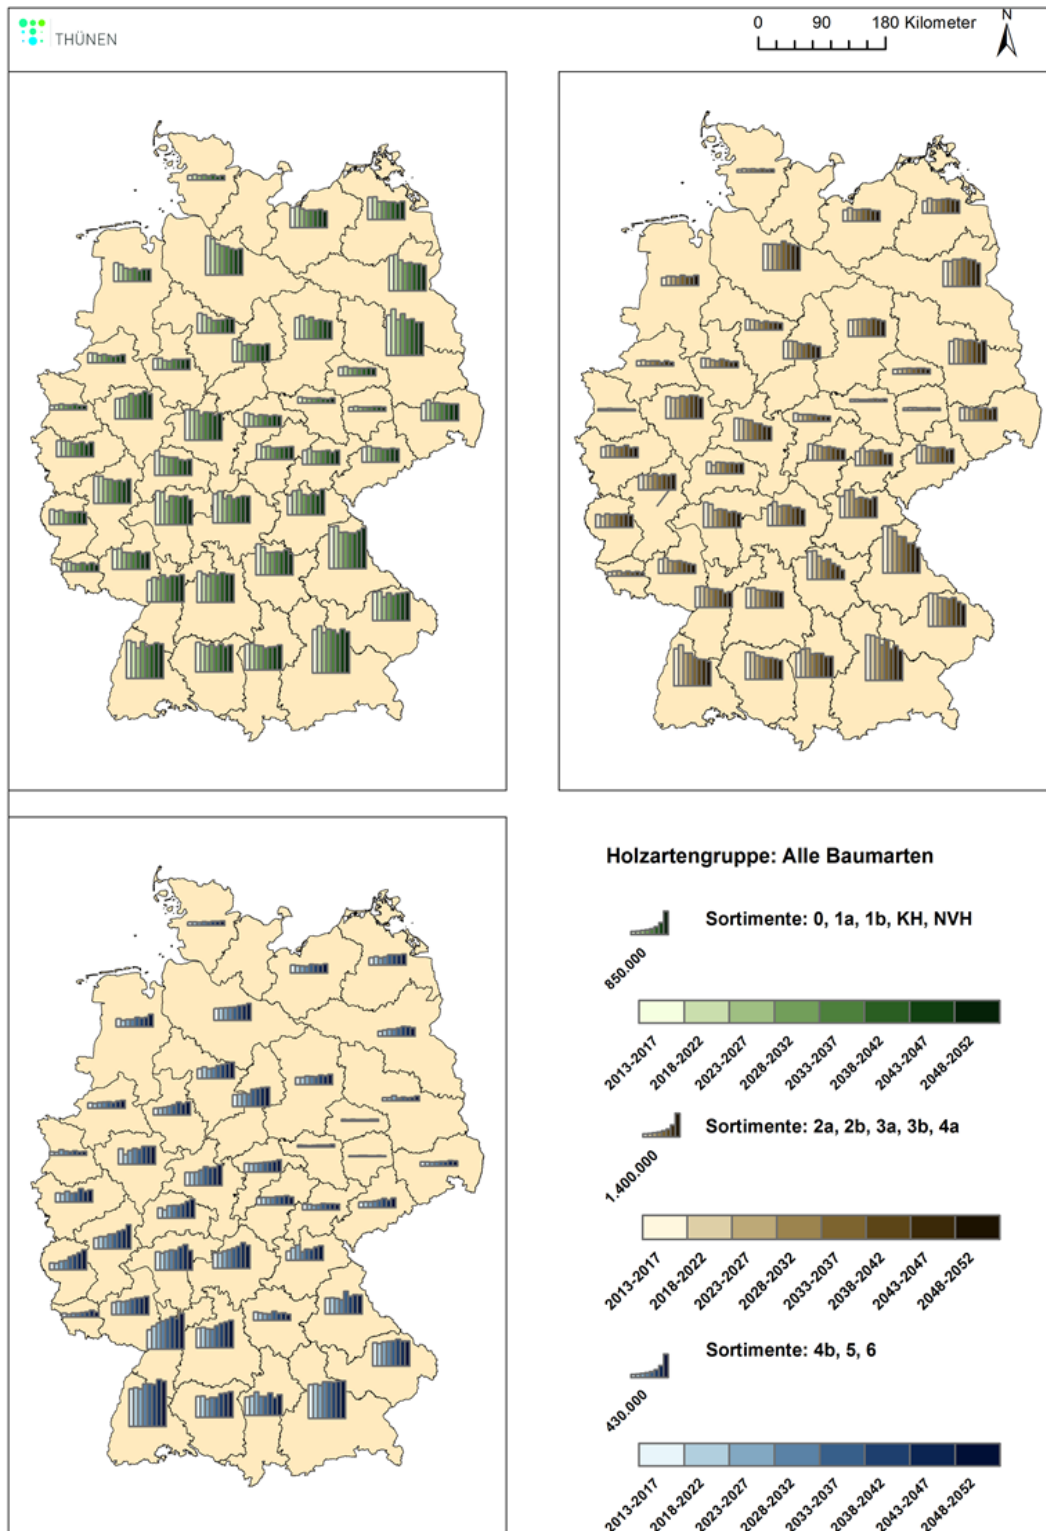 THÜNEN
0 90 180 Kilometer
N
Holzartengruppe: Alle Baumarten
Sortimente: 0, 1a, 1b, KH, NVH
850.000
2013-2017 2018-2022 2023-2027 2028-2032 2033-2037 2038-2042 2043-2047 2048-2052
Sortimente: 2a, 2b, 3a, 3b, 4a
1.400.000
2013-2017 2018-2022 2023-2027 2028-2032 2033-2037 2038-2042 2043-2047 2048-2052
Sortimente: 4b, 5, 6
430.000
2013-2017 2018-2022 2023-2027 2028-2032 2033-2037 2038-2042 2043-2047 2048-2052